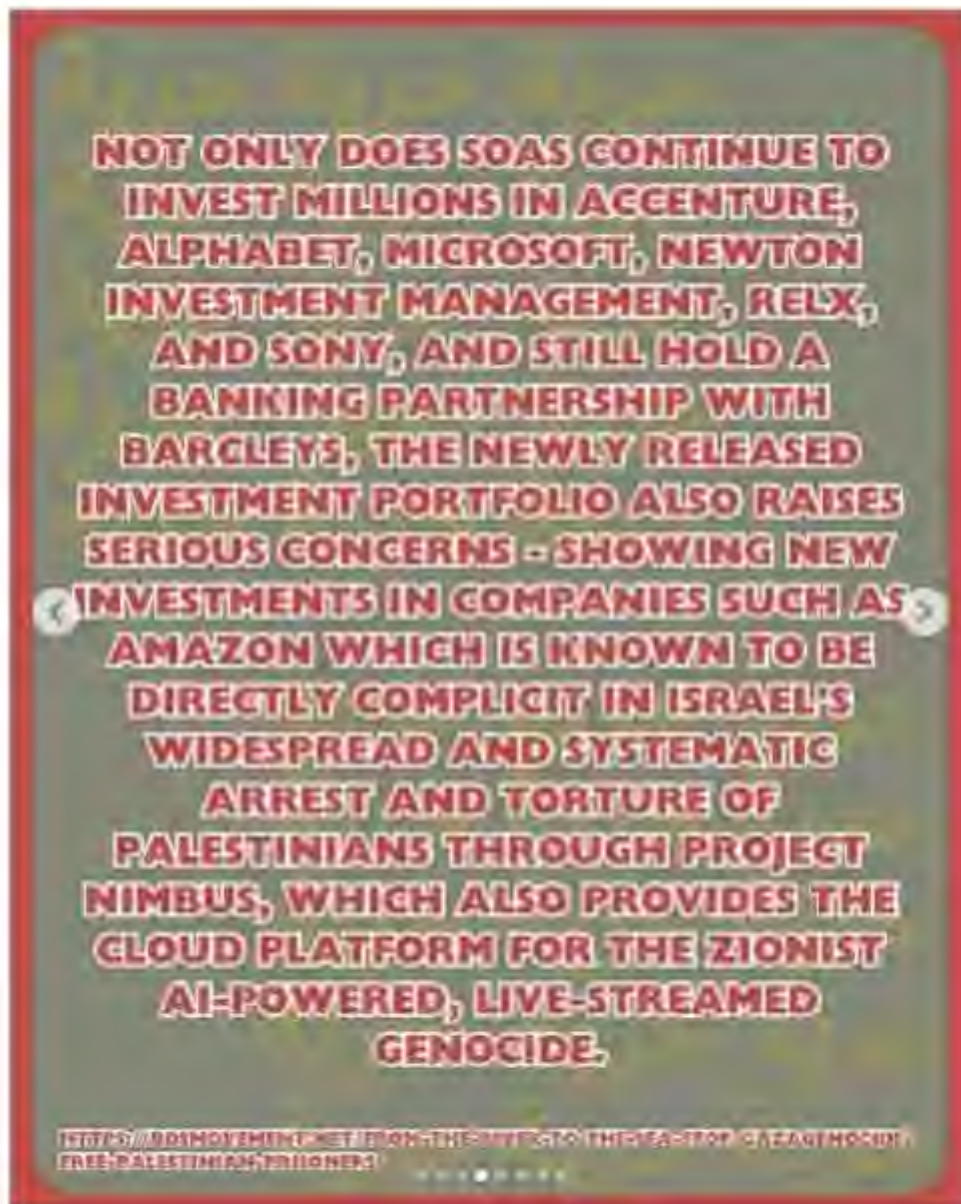 NOT ONLY DOES SOAS CONTINUE TO
INVEST MILLIONS IN ACCENTURE,
ALPHABET, MICROSOFT, NEWTON
INVESTMENT MANAGEMENT, RELX,
AND SONY, AND STILL HOLD A
BANKING PARTNERSHIP WITH
BARCLEYS, THE NEWLY RELEASED
INVESTMENT PORTFOLIO ALSO RAISES
SERIOUS CONCERNS - SHOWING NEW
INVESTMENTS IN COMPANIES SUCH AS
AMAZON WHICH IS KNOWN TO BE
DIRECTLY COMPLICIT IN ISRAEL'S
WIDESPREAD AND SYSTEMATIC
ARREST AND TORTURE OF
PALESTINIANS THROUGH PROJECT
NIMBUS, WHICH ALSO PROVIDES THE
CLOUD PLATFORM FOR THE ZIONIST
AI-POWERED, LIVE-STREAMED
GENOCIDE.
FREE-PALESTINIAN-PRISONERS